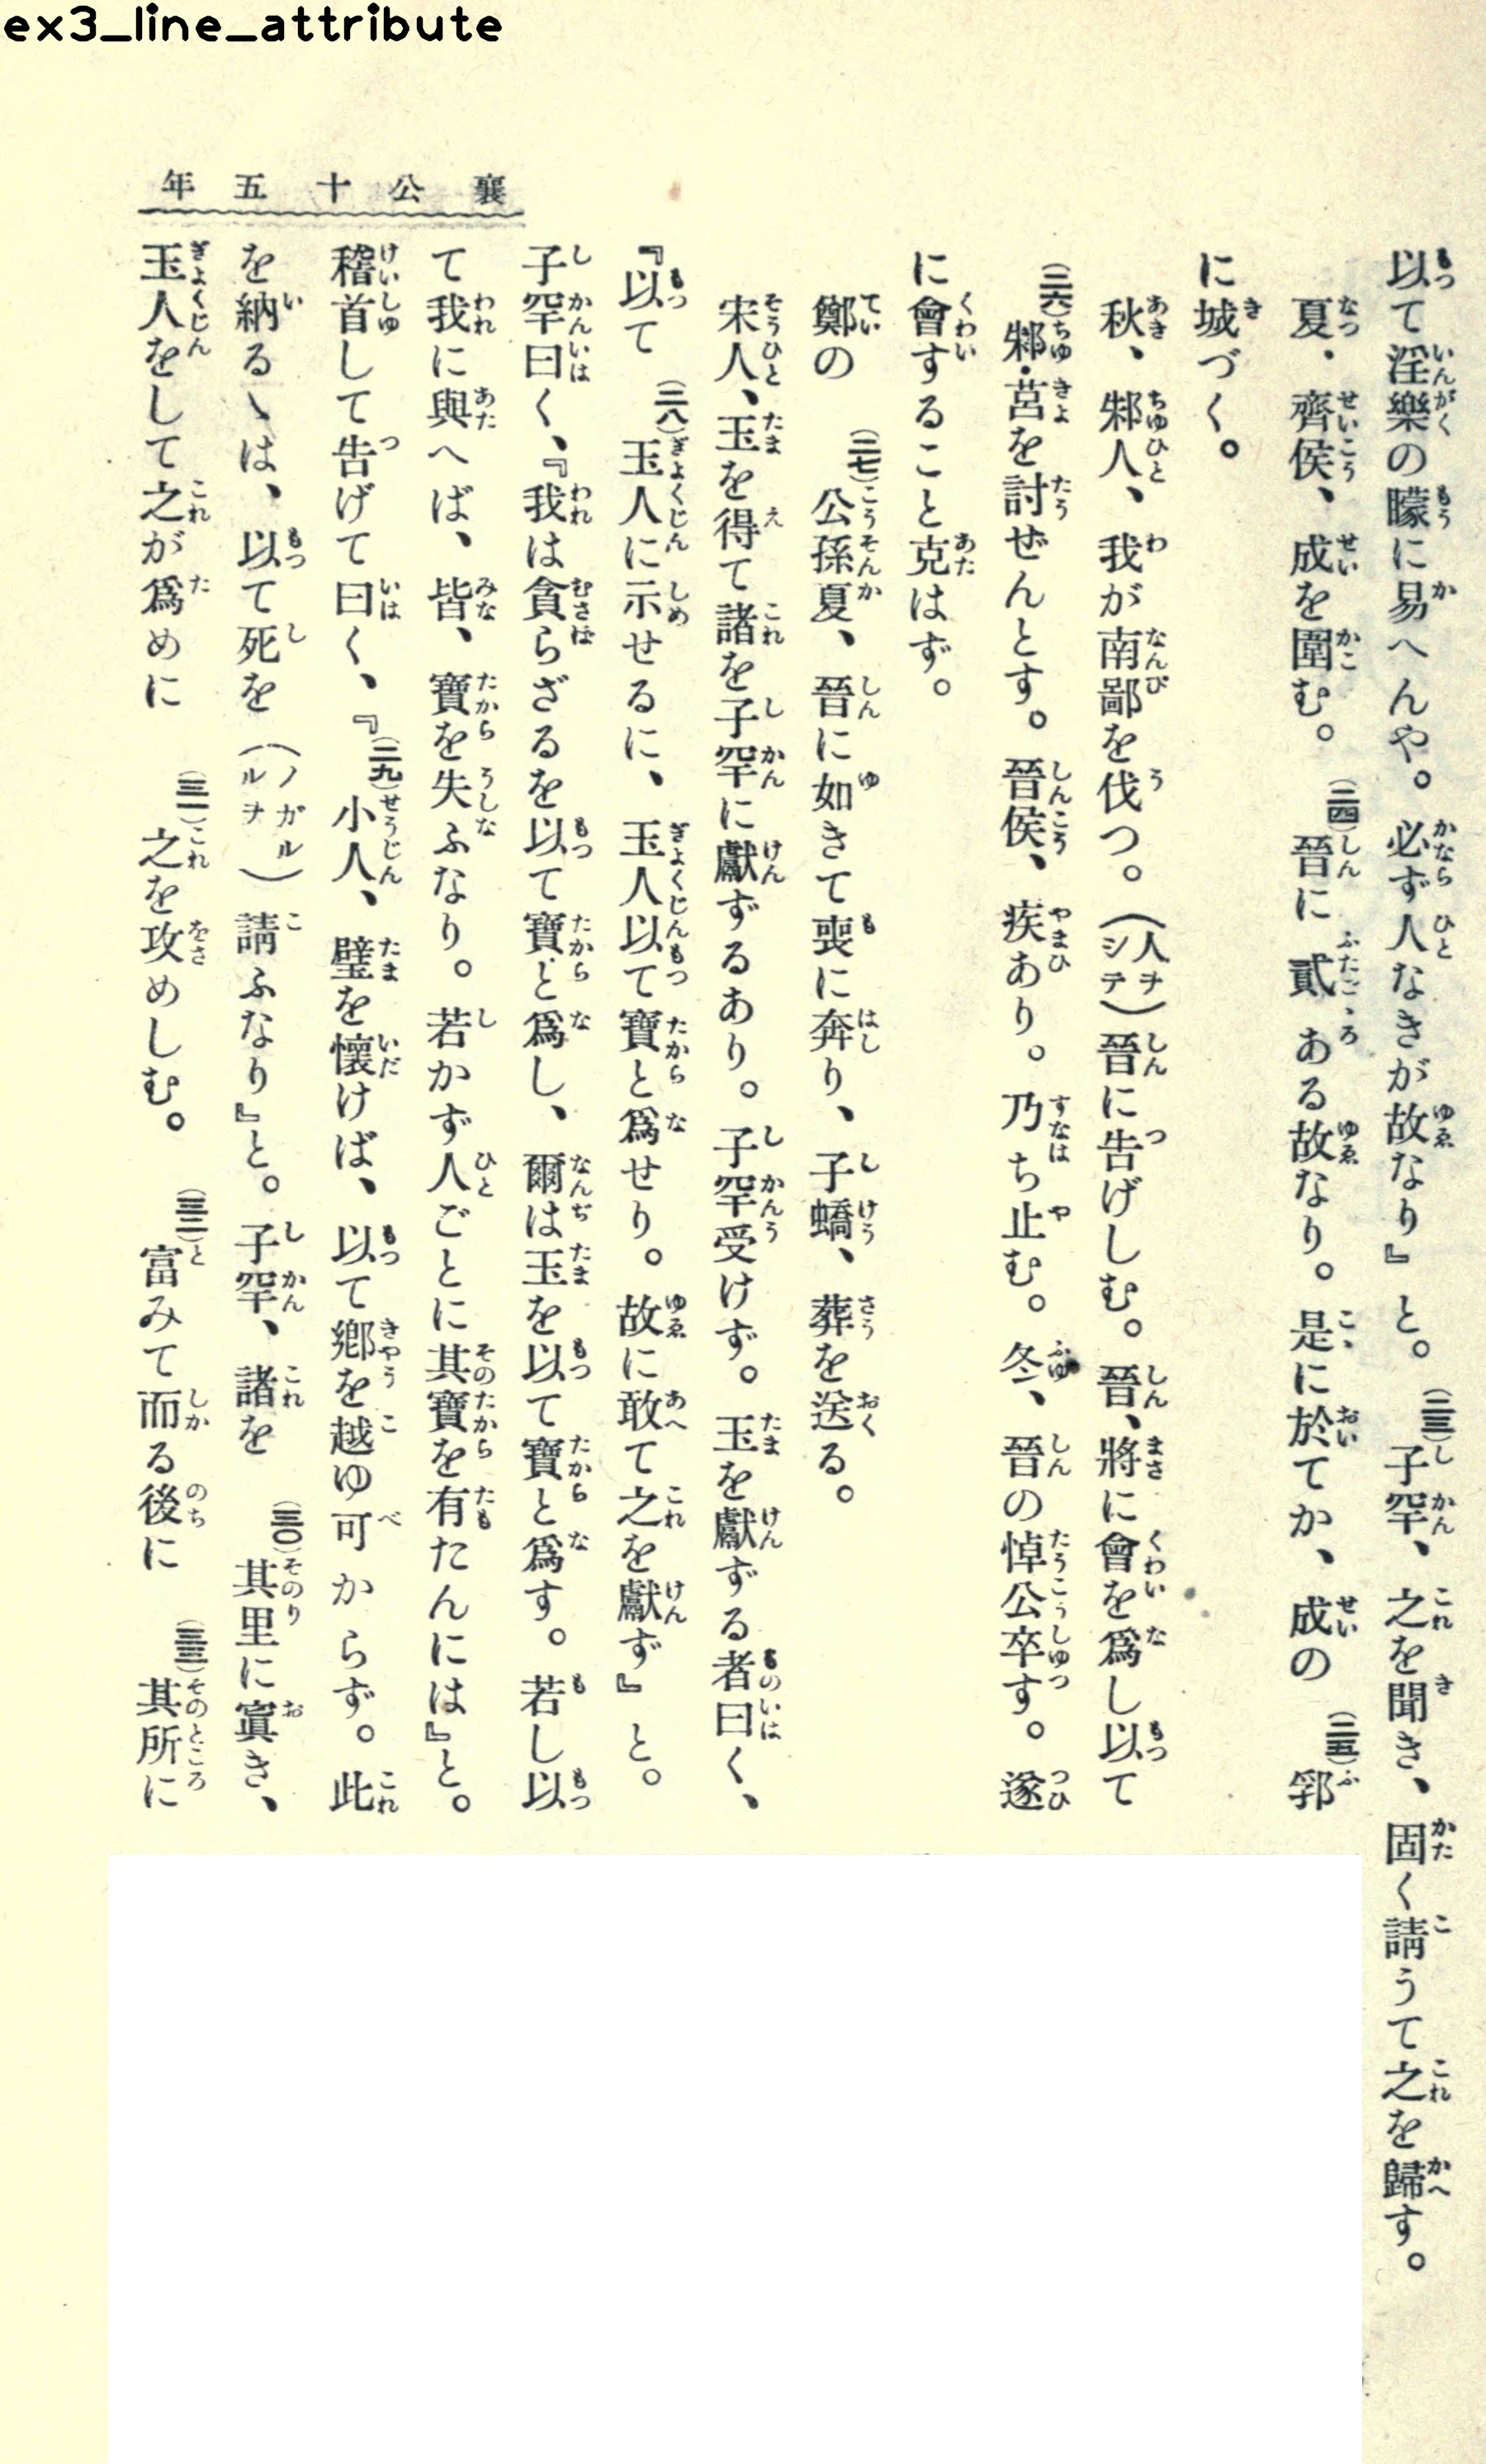 ex3_line_attribute
襄公十五年
以て淫樂の矇に易へんや。必ず人なきが故なり』と。(二三)子罕、之を聞き、固く請うて之を歸す。
夏、齊侯、成を圍む。(二四)晉に貳ある故なり。是に於てか、成の(二五)郛
に城づく。
秋、邾人、我が南鄙を伐つ。(人ヲシテ)晉に告げしむ。晉、將に會を爲し以て
(二六)邾・莒を討ぜんとす。晉侯、疾あり。乃ち止む。冬、晉の悼公卒す。遂
に會すること克はず。
鄭の(二七)公孫夏、晉に如きて喪に奔り、子蟜、葬を送る。
宋人、玉を得て諸を子罕に獻ずるあり。子罕受けず。玉を獻ずる者曰く、
『以て(二八)玉人に示せるに、玉人以て寶と爲せり。故に敢て之を獻ず』と。
子罕曰く、『我は貪らざるを以て寶と爲し、爾は玉を以て寶と爲す。若し以
て我に與へば、皆、寶を失ふなり。若かず人ごとに其寶を有たんには』と。
稽首して告げて曰く、『(二九)小人、璧を懷けば、以て鄕を越ゆ可からず。此
を納るゝは、以て死を(ノガルルヲ)請ふなり』と。子罕、諸を(三〇)其里に寘き、
玉人をして之が爲めに(三一)之を攻めしむ。(三二)富みて而る後に(三三)其所に